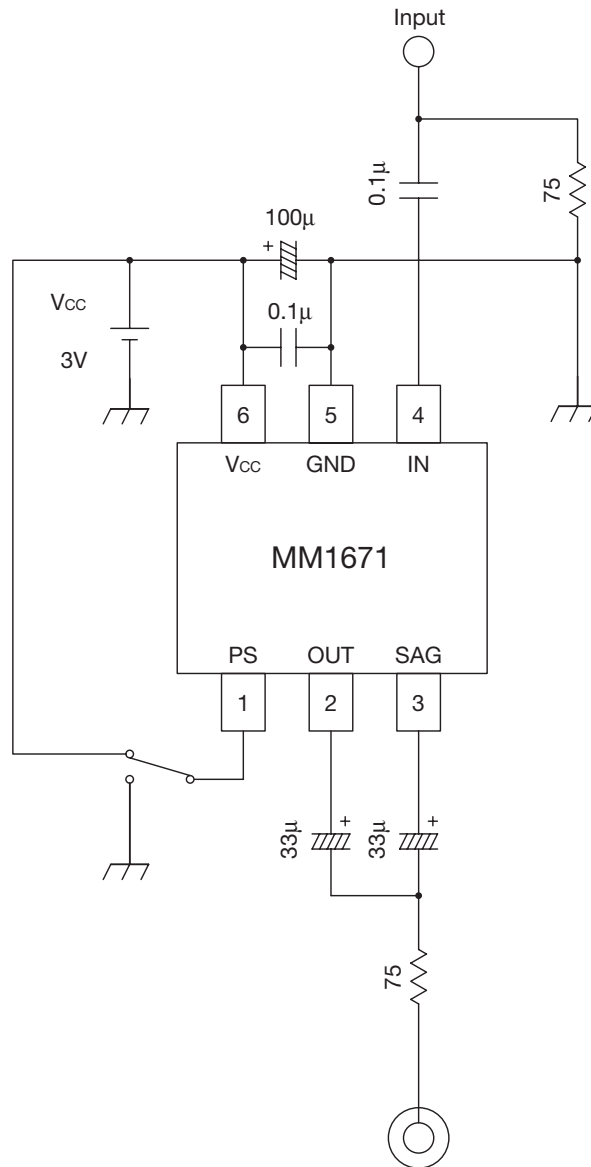 Input
0.1μ
75
100μ
+
VCC
0.1μ
3V
6
5
4
VCC
GND
IN
MM1671
PS
OUT
SAG
1
2
3
33μ
+
33μ
+
75